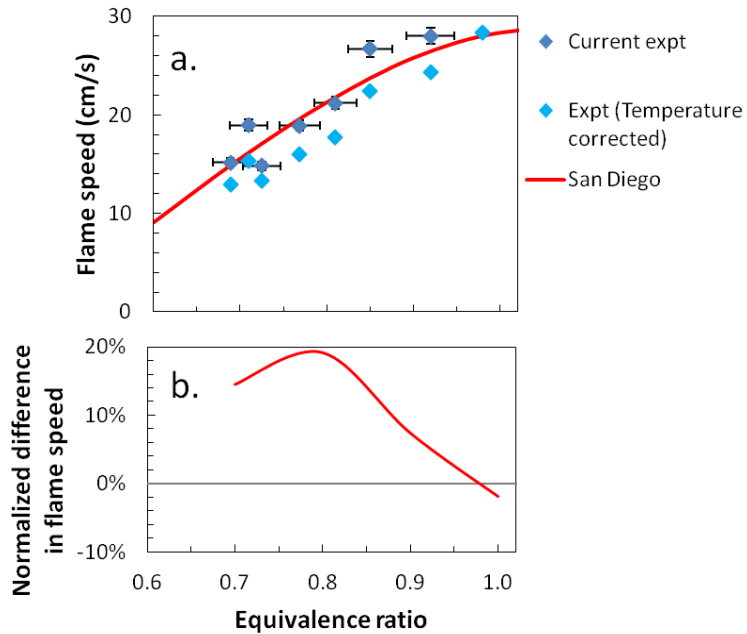 30
20
10
0
Flame speed (cm/s)
a.
Current expt
Expt (Temperature
corrected)
San Diego
20%
10%
0%
-10%
Normalized difference
in flame speed
b.
0.6 0.7 0.8 0.9 1.0
Equivalence ratio